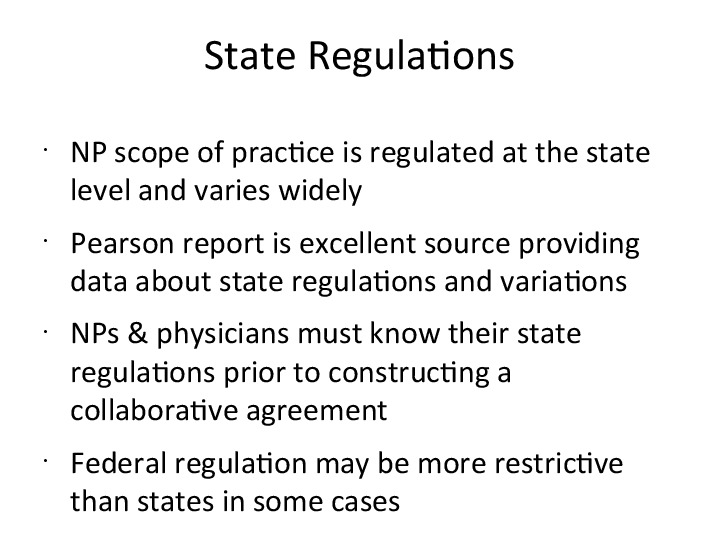 State Regulations
· NP scope of practice is regulated at the state
level and varies widely
· Pearson report is excellent source providing
data about state regulations and variations
· NPs & physicians must know their state
regulations prior to constructing a
collaborative agreement
· Federal regulation may be more restrictive
than states in some cases